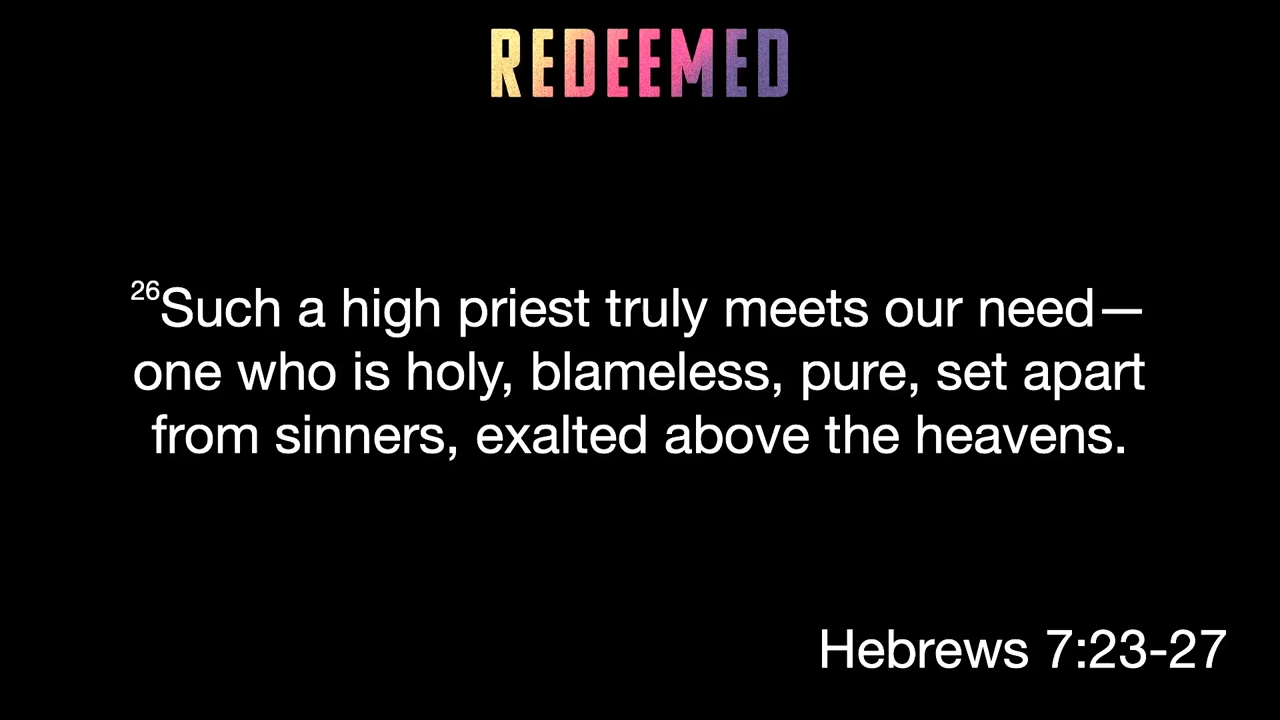 REDEEMED
26Such a high priest truly meets our need—
one who is holy, blameless, pure, set apart
from sinners, exalted above the heavens.
Hebrews 7:23-27